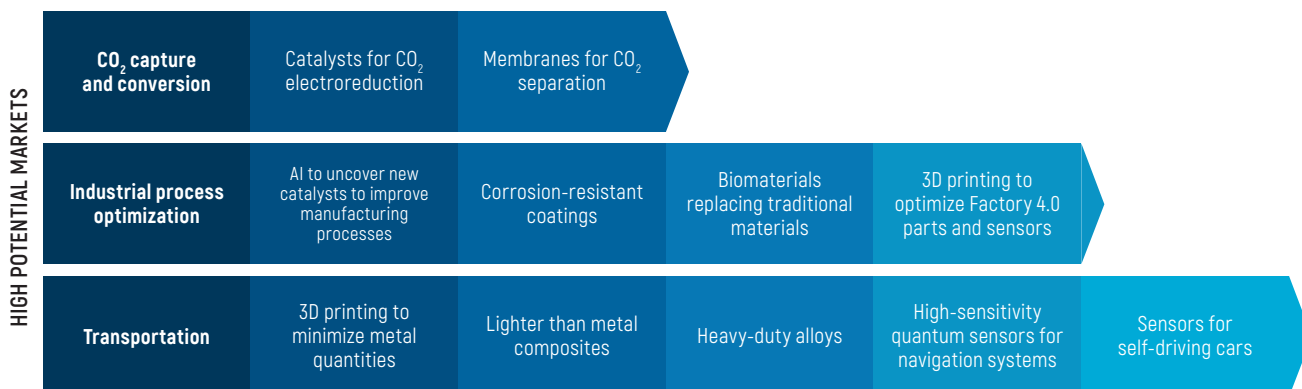 HIGH POTENTIAL MARKETS
CO₂ capture
and conversion
Catalysts for CO₂
electroreduction
Membranes for CO₂
separation
Industrial process
optimization
AI to uncover new
catalysts to improve
manufacturing
processes
Corrosion-resistant
coatings
Biomaterials
replacing traditional
materials
3D printing to
optimize Factory 4.0
parts and sensors
Transportation
3D printing to
minimize metal
quantities
Lighter than metal
composites
Heavy-duty alloys
High-sensitivity
quantum sensors for
navigation systems
Sensors for
self-driving cars